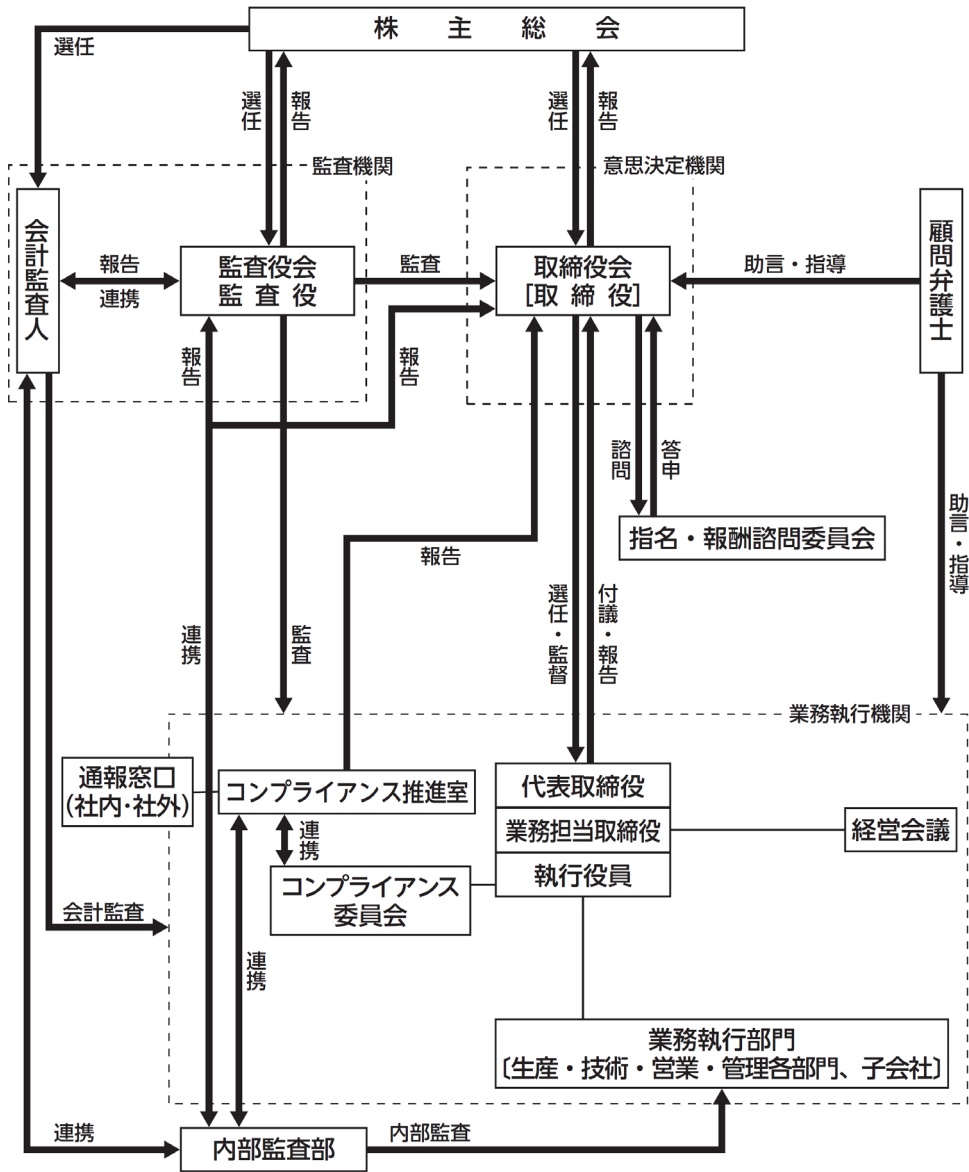 株主総会
選任
選任
報告
選任
報告
監査機関
意思決定機関
会計監査人
報告
連携
監査役会
監査役
監査
取締役会
[取締役]
助言・指導
顧問弁護士
報告
報告
諮問
答申
指名・報酬諮問委員会
助言・指導
報告
連携
監査
選任・監督
付議・報告
業務執行機関
通報窓口
(社内・社外)
コンプライアンス推進室
連携
コンプライアンス
委員会
代表取締役
業務担当取締役
執行役員
経営会議
会計監査
連携
業務執行部門
〔生産・技術・営業・管理各部門、子会社〕
連携
内部監査部
内部監査